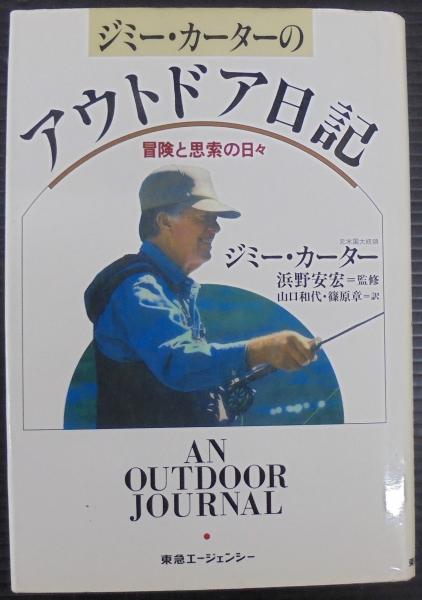 ジミー・カーターの
アウトドア日記
冒険と思索の日々
元米国大統領
ジミー・カーター
浜野安宏=監修
山口和代・篠原章=訳
AN
OUTDOOR
JOURNAL
東急エージェンシー